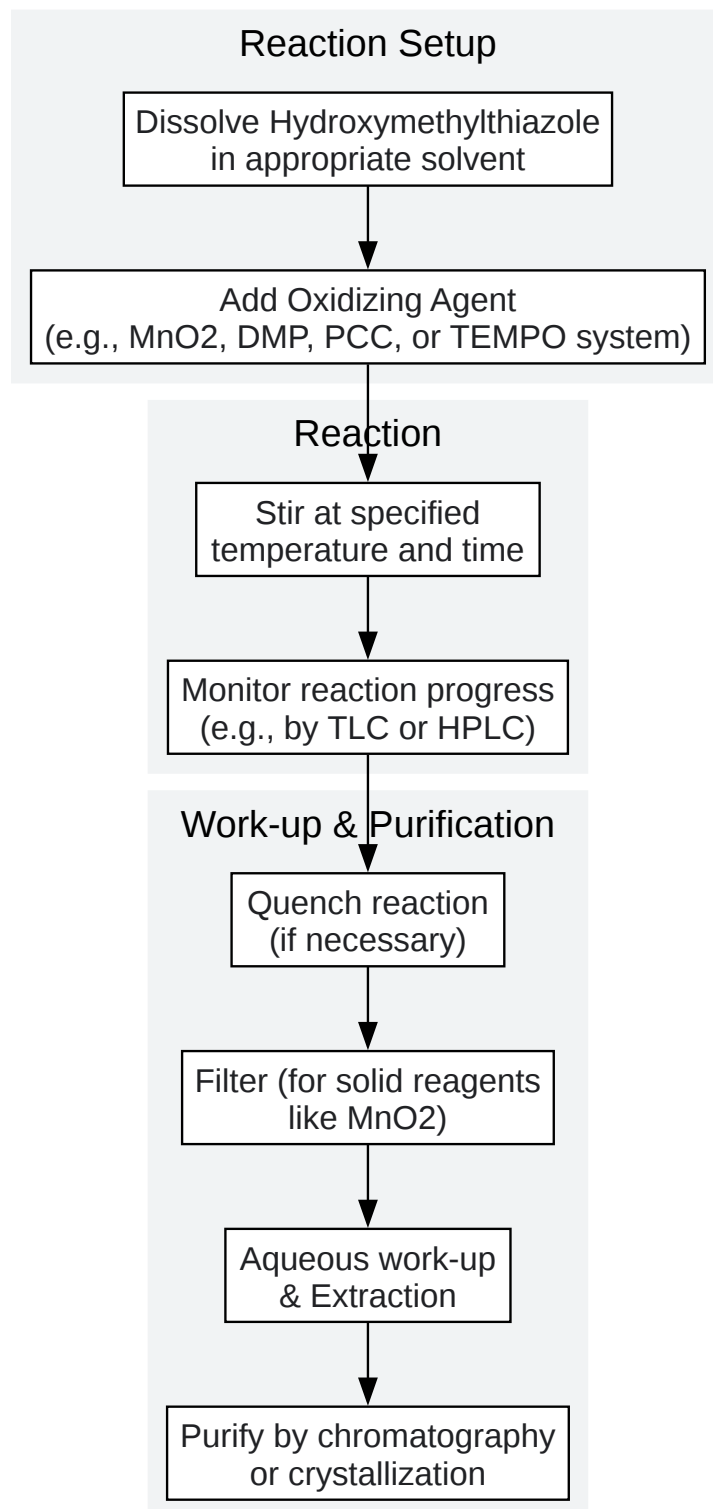 Reaction Setup
Dissolve Hydroxymethylthiazole
in appropriate solvent
Add Oxidizing Agent
(e.g., MnO2, DMP, PCC, or TEMPO system)
Reaction
Stir at specified
temperature and time
Monitor reaction progress
(e.g., by TLC or HPLC)
Work-up & Purification
Quench reaction
(if necessary)
Filter (for solid reagents
like MnO2)
Aqueous work-up
& Extraction
Purify by chromatography
or crystallization